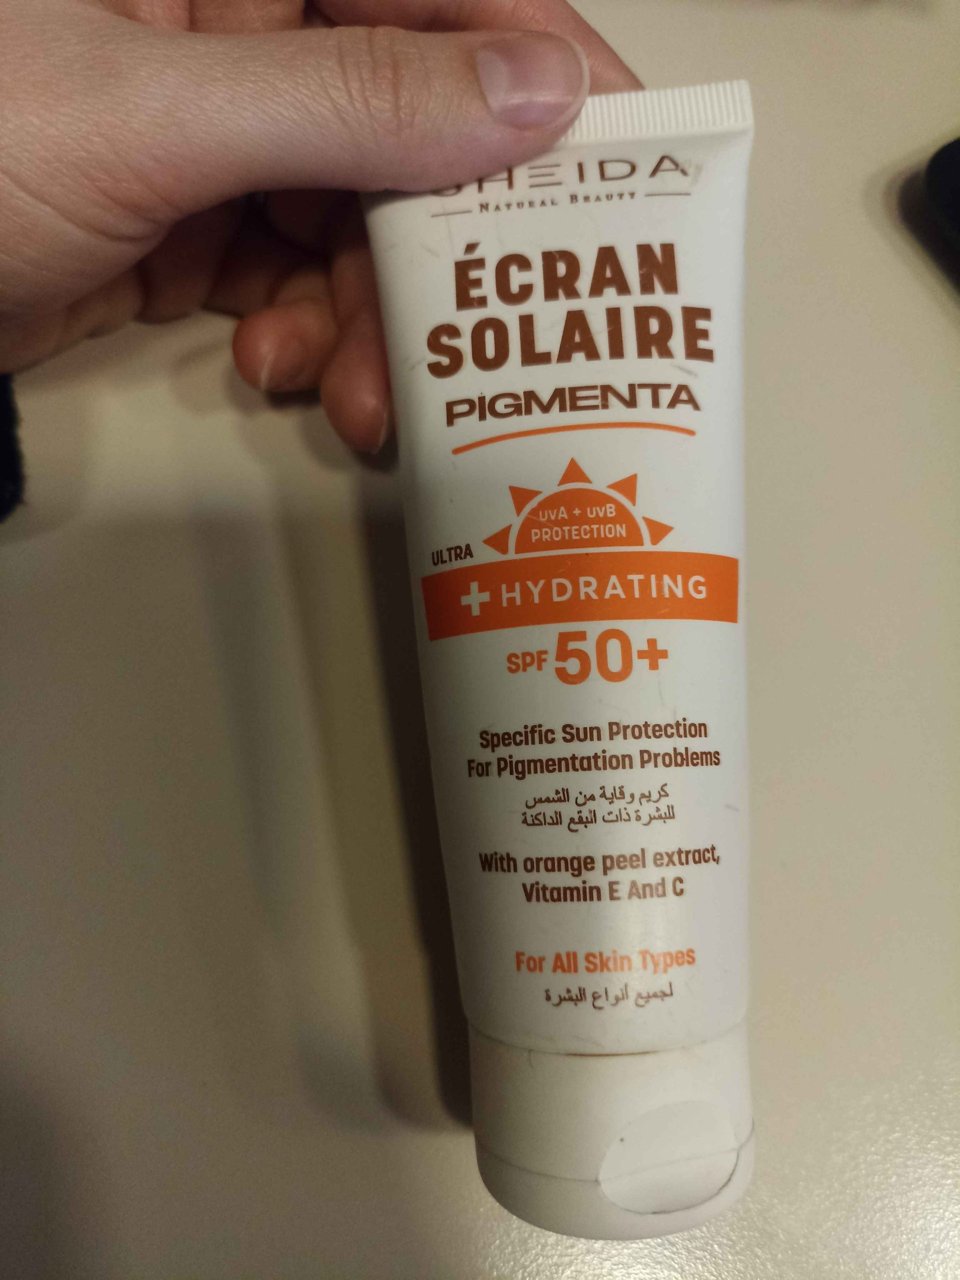 NATURAL BEAUTY
ÉCRAN
SOLAIRE
PIGMENTA
UVA + UVB
PROTECTION
ULTRA
+ HYDRATING
SPF 50+
Specific Sun Protection
For Pigmentation Problems
كريم وقاية من الشمس
للبشرة ذات البقع الداكنة
With orange peel extract,
Vitamin E And C
For All Skin Types
لجميع أنواع البشرة